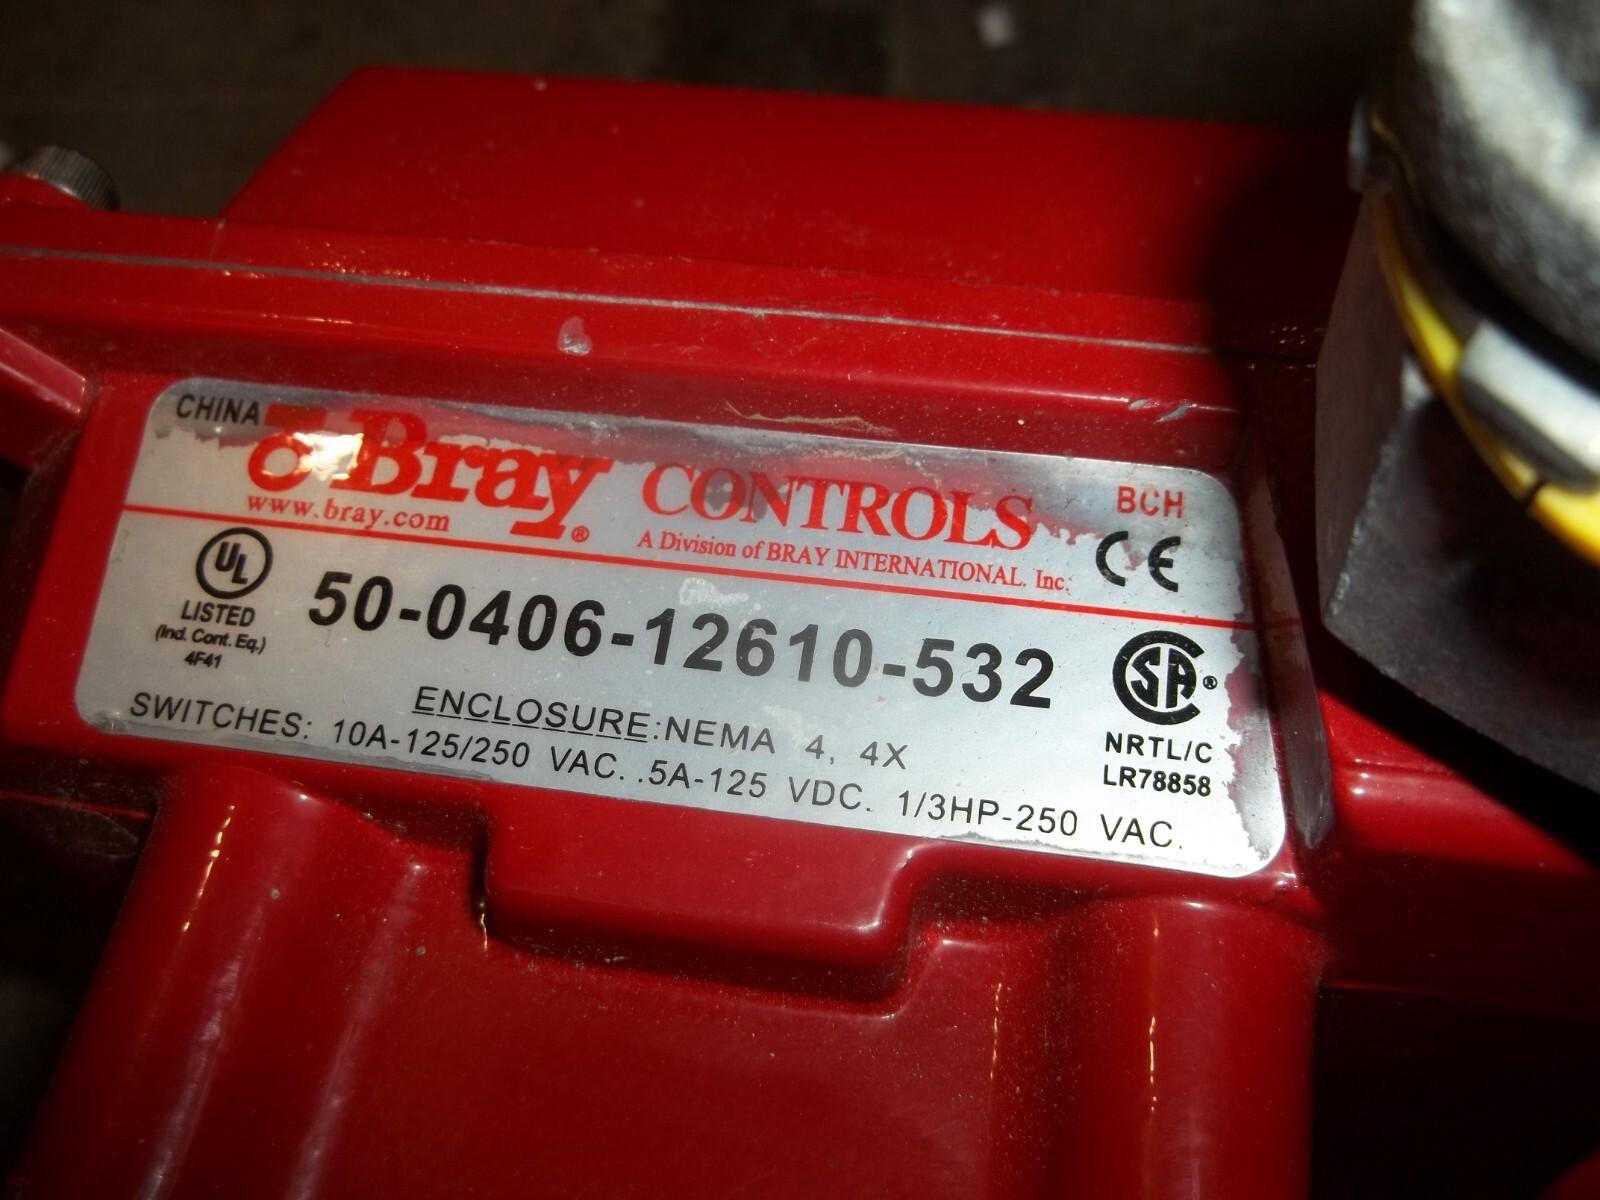 CHINA
Bray® CONTROLS BCH
www.bray.com
A Division of BRAY INTERNATIONAL. Inc. CE
UL
LISTED
(Ind. Cont. Eq.)
4F41
50-0406-12610-532
SA®
NRTL/C
LR78858
ENCLOSURE:NEMA 4, 4X
SWITCHES: 10A-125/250 VAC. .5A-125 VDC. 1/3HP-250 VAC.